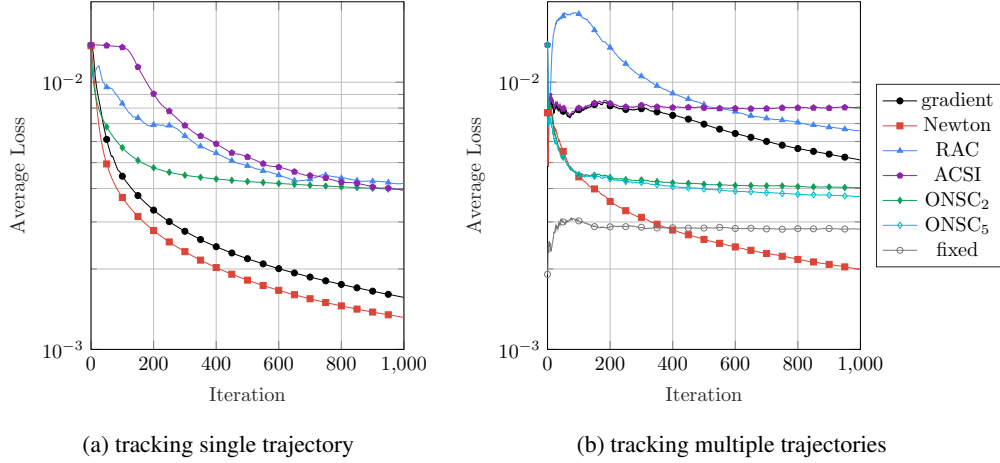 10⁻²
10⁻³
Average Loss
0 200 400 600 800 1,000
Iteration
(a) tracking single trajectory
10⁻²
10⁻³
Average Loss
0 200 400 600 800 1,000
Iteration
(b) tracking multiple trajectories
gradient
Newton
RAC
ACSI
ONSC₂
ONSC₅
fixed